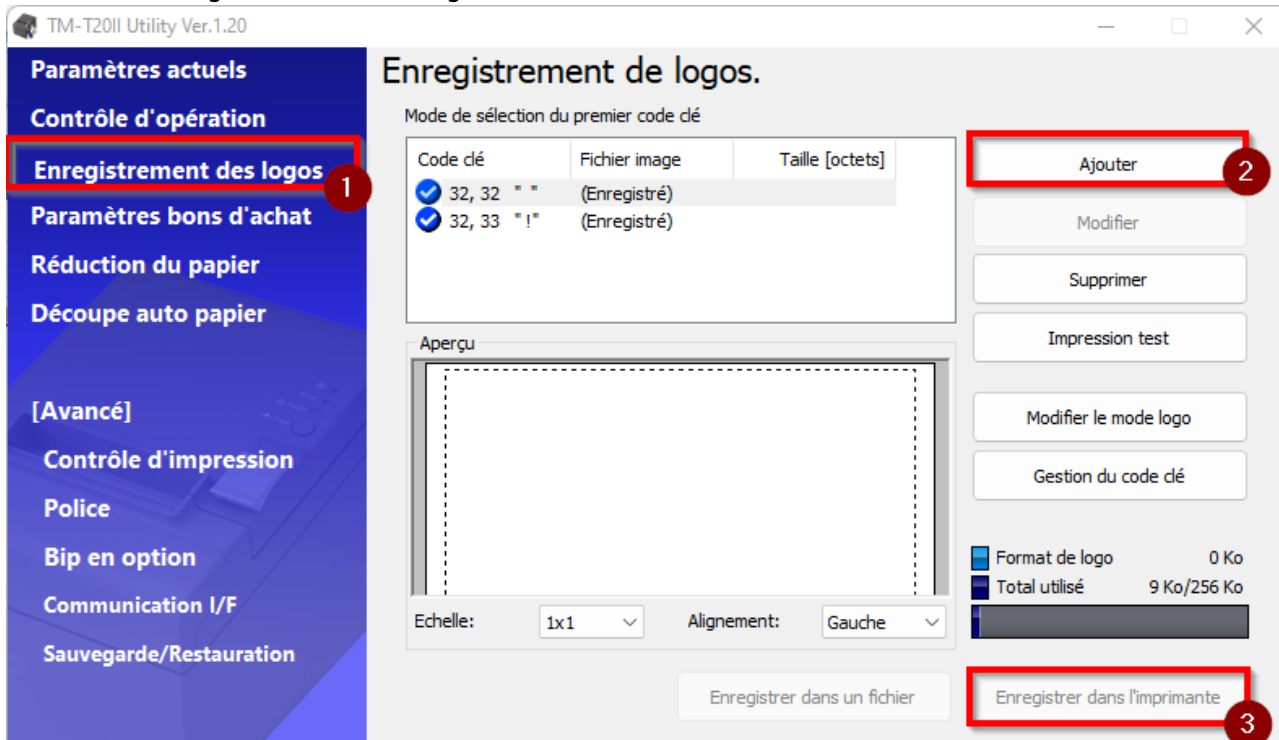 TM-T20II Utility Ver.1.20
Paramètres actuels
Contrôle d'opération
Enregistrement des logos
1
Paramètres bons d'achat
Réduction du papier
Découpe auto papier
[Avancé]
Contrôle d'impression
Police
Bip en option
Communication I/F
Sauvegarde/Restauration
Enregistrement de logos.
Mode de sélection du premier code clé
Code clé Fichier image Taille [octets]
32, 32 " " (Enregistré)
32, 33 " !" (Enregistré)
Aperçu
Echelle: 1x1 Alignement: Gauche
Ajouter
2
Modifier
Supprimer
Impression test
Modifier le mode logo
Gestion du code clé
Format de logo 0 Ko
Total utilisé 9 Ko/256 Ko
Enregistrer dans un fichier
Enregistrer dans l'imprimante
3